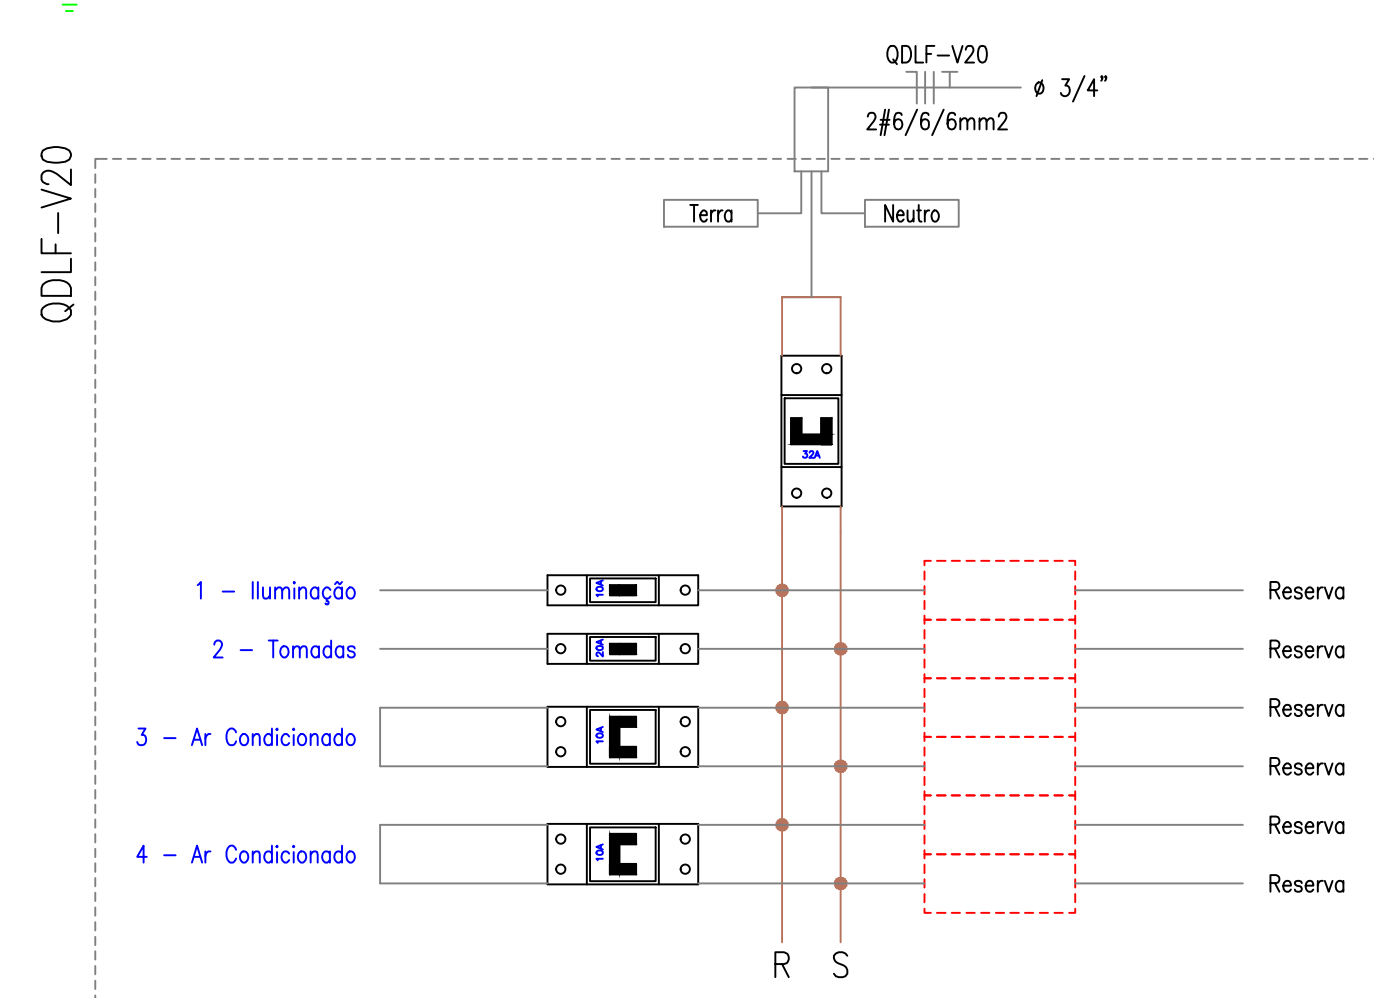 QDLF-V20
ø 3/4"
2#6/6/6mm2
QDLF-V20
Terra
Neutro
32A
1 - Iluminação
10A
Reserva
2 - Tomadas
20A
Reserva
Reserva
3 - Ar Condicionado
10A
Reserva
Reserva
4 - Ar Condicionado
10A
Reserva
R S